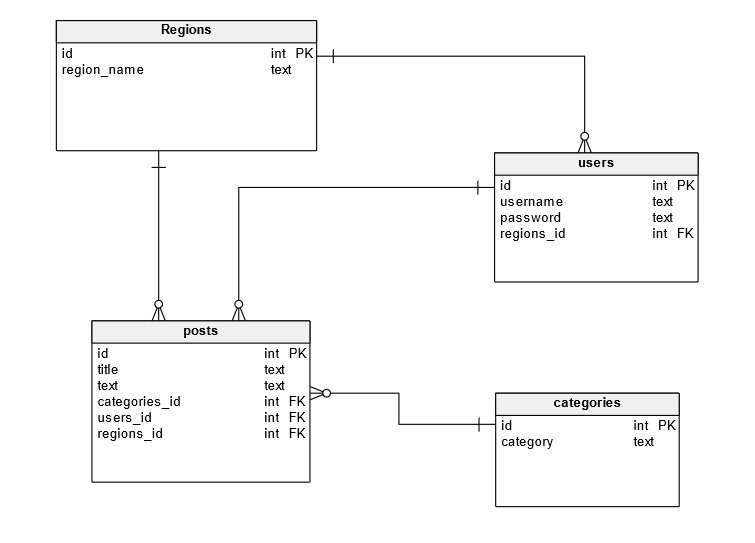 Regions
id int PK
region_name text
users
id int PK
username text
password text
regions_id int FK
posts
id int PK
title text
text text
categories_id int FK
users_id int FK
regions_id int FK
categories
id int PK
category text